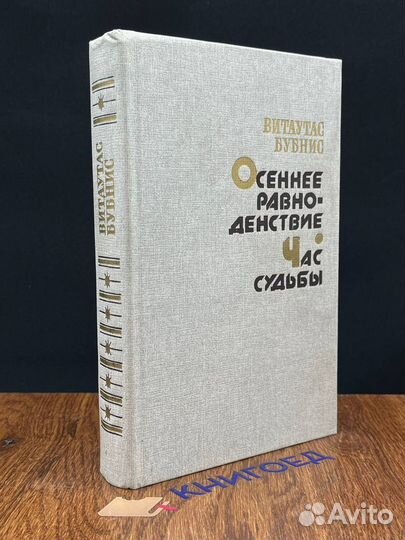 ВИТАУТАС
БУБНИС
ВИТАУТАС
БУБНИС
ОСЕННЕЕ
РАВНО-
ДЕНСТВИЕ
ЧАС
СУДЬБЫ
КНИГОЕД
Avito